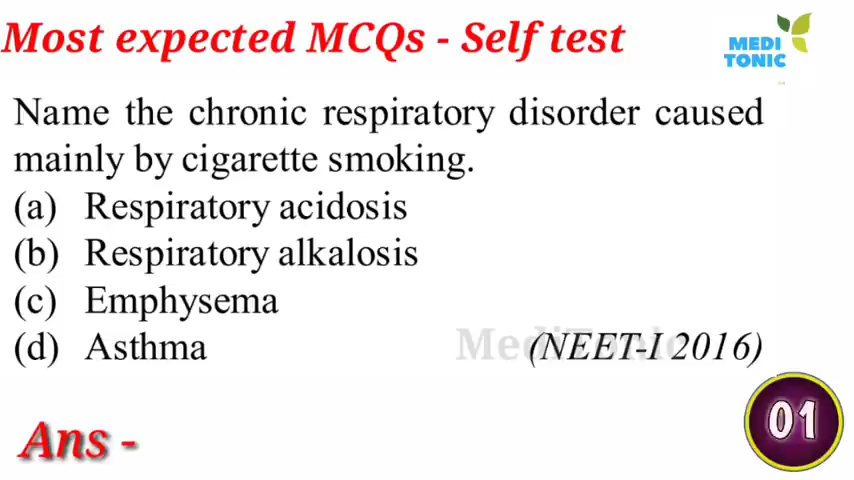 Most expected MCQs - Self test
MEDI
TONIC
Name the chronic respiratory disorder caused
mainly by cigarette smoking.
(a) Respiratory acidosis
(b) Respiratory alkalosis
(c) Emphysema
(d) Asthma
MediTonic
(NEET-I 2016)
01
Ans -